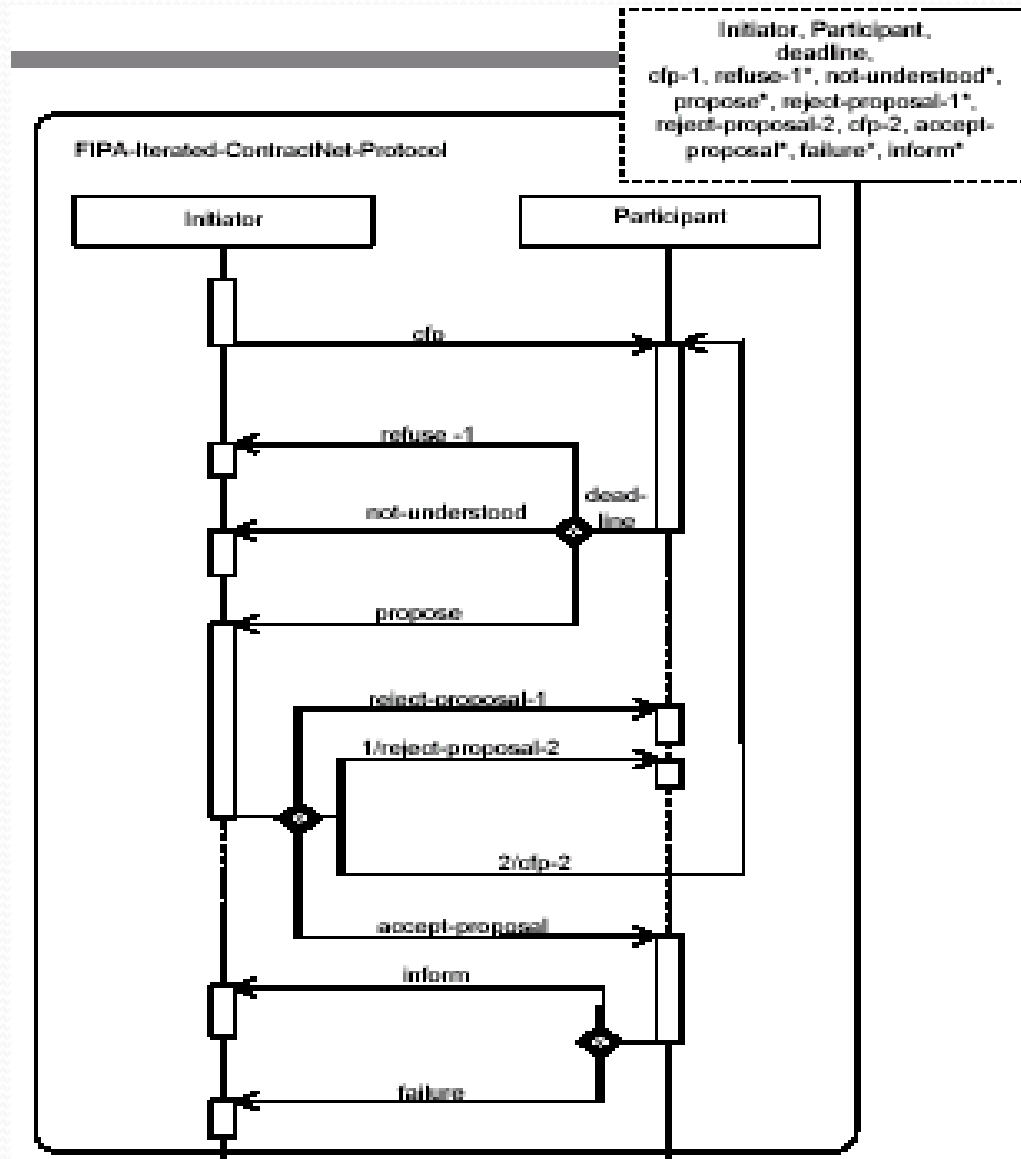 Initiator, Participant,
deadline,
cfp-1, refuse-1*, not-understood*,
propose*, reject-proposal-1*,
reject-proposal-2, cfp-2, accept-
proposal*, failure*, inform*
FIPA-Iterated-ContractNet-Protocol
Initiator
Participant
cfp
refuse -1
dead-
line
not-understood
propose
reject-proposal-1
1/reject-proposal-2
2/cfp-2
accept-proposal
inform
failure